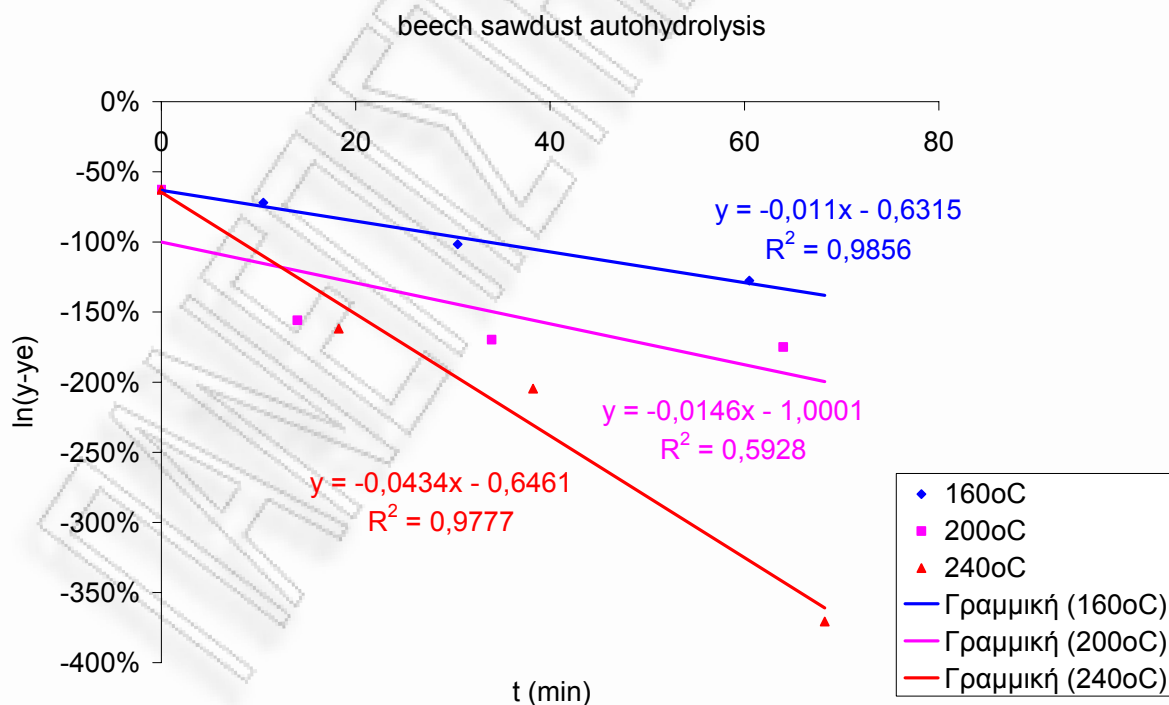 beech sawdust autohydrolysis
0%
0
20
40
60
80
-50%
-100%
-150%
-200%
-250%
-300%
-350%
-400%
ln(y-ye)
t (min)
y = -0,011x - 0,6315
R² = 0,9856
y = -0,0146x - 1,0001
R² = 0,5928
y = -0,0434x - 0,6461
R² = 0,9777
160oC
200oC
240oC
Γραμμική (160oC)
Γραμμική (200oC)
Γραμμική (240oC)